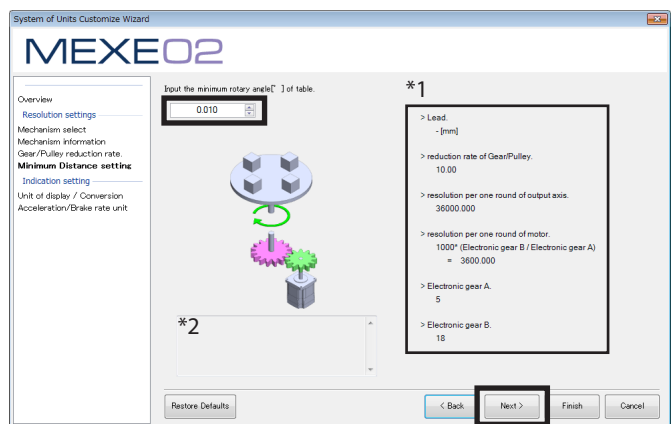 System of Units Customize Wizard
MEXE02
Overview
Resolution settings
Mechanism select
Mechanism information
Gear/Pulley reduction rate.
Minimum Distance setting
Indication setting
Unit of display / Conversion
Acceleration/Brake rate unit
Input the minimum rotary angle[° ] of table.
0.010
*1
> Lead.
- [mm]
> reduction rate of Gear/Pulley.
10.00
> resolution per one round of output axis.
36000.000
> resolution per one round of motor.
1000* (Electronic gear B / Electronic gear A)
= 3600.000
> Electronic gear A.
5
> Electronic gear B.
18
*2
Restore Defaults
< Back
Next >
Finish
Cancel